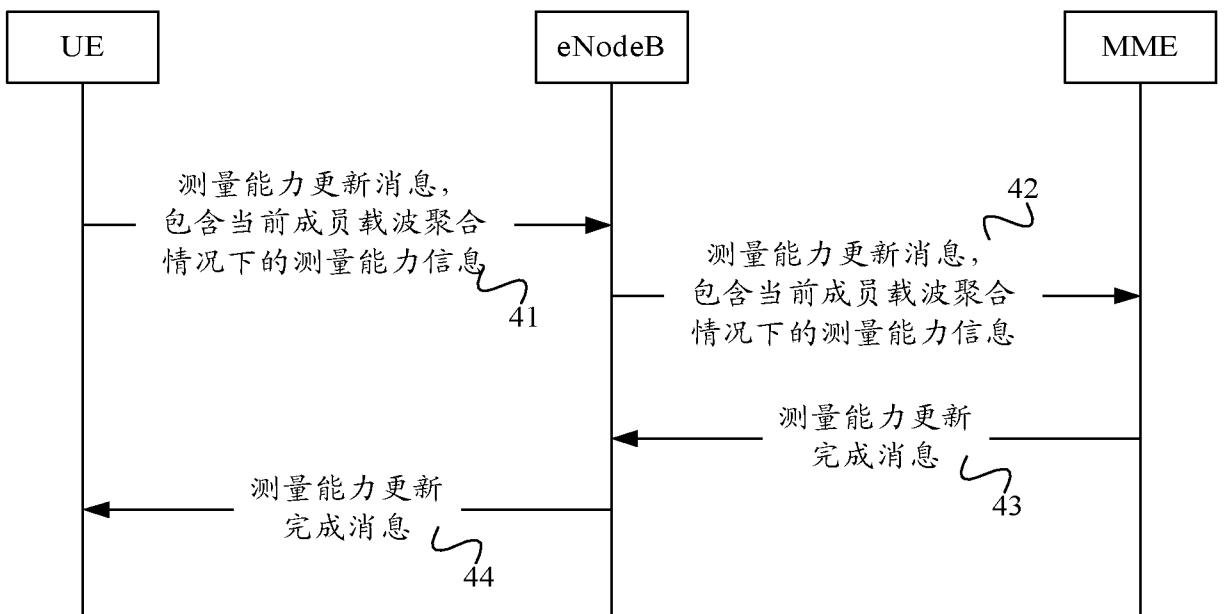 UE
eNodeB
MME
测量能力更新消息，
包含当前成员载波聚合
情况下的测量能力信息
41
42
测量能力更新消息，
包含当前成员载波聚合
情况下的测量能力信息
测量能力更新
完成消息
43
测量能力更新
完成消息
44